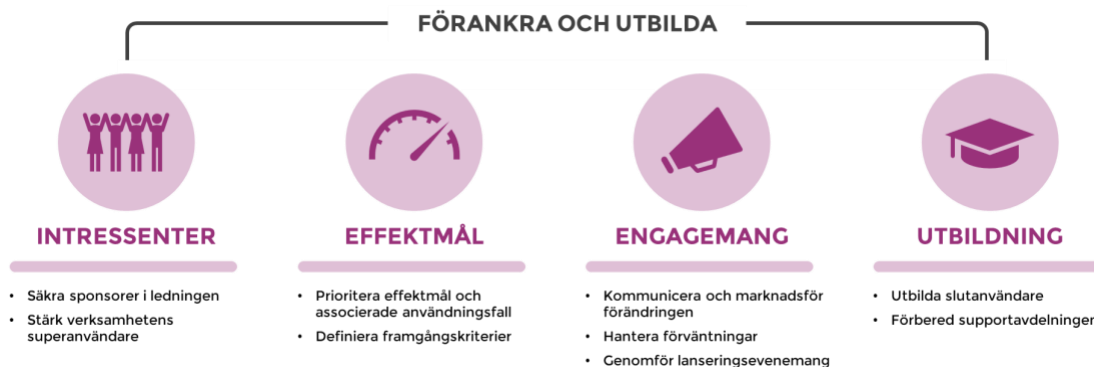 FÖRANKRA OCH UTBILDA
INTRESSENTER
• Säkra sponsorer i ledningen
• Stärk verksamhetens
superanvändare
EFFEKTMÅL
• Prioritera effektmål och
associerade användningsfall
• Definiera framgångskriterier
ENGAGEMANG
• Kommunicera och marknadsför
förändringen
• Hantera förväntningar
• Genomför lanseringsevenemang
UTBILDNING
• Utbilda slutanvändare
• Förbered supportavdelningen